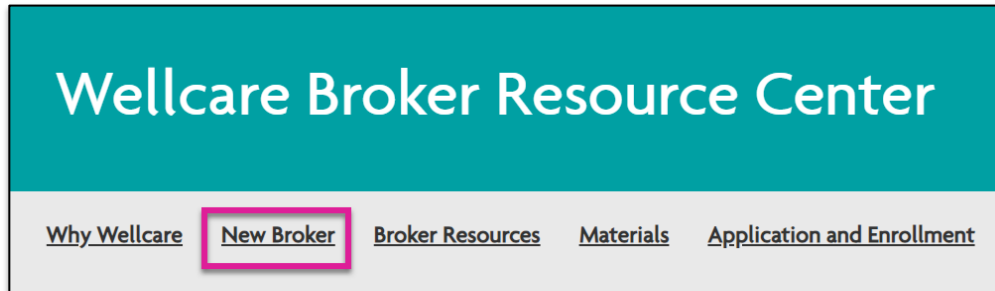 Wellcare Broker Resource Center
Why Wellcare New Broker Broker Resources Materials Application and Enrollment